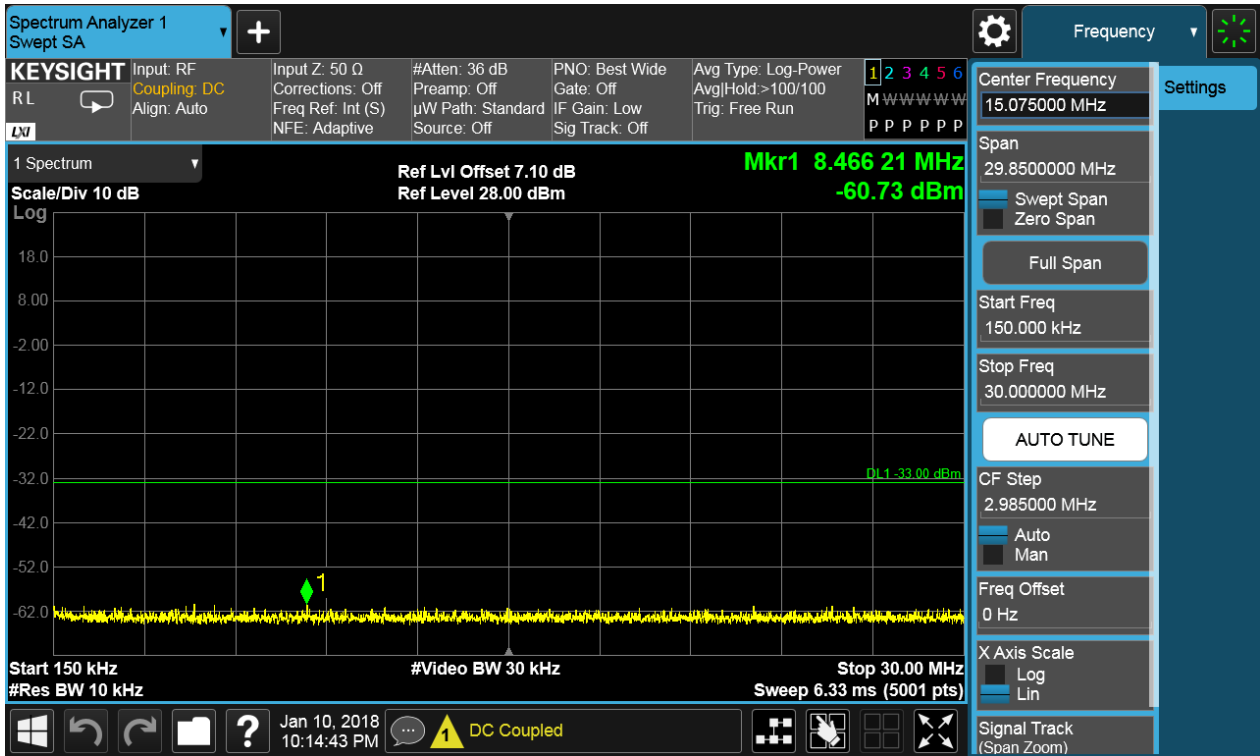 Spectrum Analyzer 1
Swept SA
+
Frequency
KEYSIGHT
RL
LXI
Input: RF
Coupling: DC
Align: Auto
Input Z: 50 Ω
Corrections: Off
Freq Ref: Int (S)
NFE: Adaptive
#Atten: 36 dB
Preamp: Off
µW Path: Standard
Source: Off
PNO: Best Wide
Gate: Off
IF Gain: Low
Sig Track: Off
Avg Type: Log-Power
Avg|Hold:>100/100
Trig: Free Run
1 2 3 4 5 6
M W W W W W
P P P P P P
1 Spectrum
Scale/Div 10 dB
Log
Ref Lvl Offset 7.10 dB
Ref Level 28.00 dBm
Mkr1 8.466 21 MHz
-60.73 dBm
18.0
8.00
-2.00
-12.0
-22.0
-32.0
-42.0
-52.0
-62.0
DL1 -33.00 dBm
1
Start 150 kHz
#Res BW 10 kHz
#Video BW 30 kHz
Stop 30.00 MHz
Sweep 6.33 ms (5001 pts)
Center Frequency
15.075000 MHz
Span
29.8500000 MHz
Swept Span
Zero Span
Full Span
Start Freq
150.000 kHz
Stop Freq
30.000000 MHz
AUTO TUNE
CF Step
2.985000 MHz
Auto
Man
Freq Offset
0 Hz
X Axis Scale
Log
Lin
Signal Track
(Span Zoom)
Settings
?
Jan 10, 2018
10:14:43 PM
1
DC Coupled